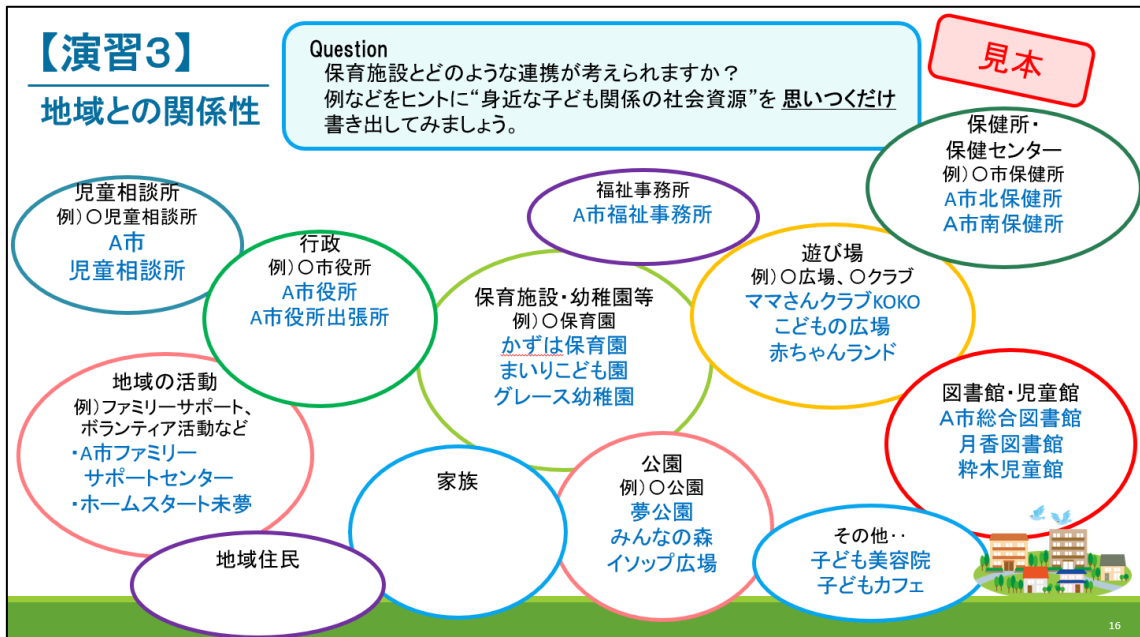 【演習3】
地域との関係性
Question
保育施設とどのような連携が考えられますか？
例などをヒントに“身近な子ども関係の社会資源”を 思いつくだけ
書き出してみましょう。
見本
保健所・
保健センター
例)〇市保健所
A市北保健所
A市南保健所
児童相談所
例)〇児童相談所
A市
児童相談所
行政
例)〇市役所
A市役所
A市役所出張所
福祉事務所
A市福祉事務所
保育施設・幼稚園等
例)〇保育園
かずは保育園
まいりこども園
グレース幼稚園
遊び場
例)〇広場、〇クラブ
ママさんクラブKOKO
こどもの広場
赤ちゃんランド
地域の活動
例)ファミリーサポート、
ボランティア活動など
・A市ファミリー
サポートセンター
・ホームスタート未夢
図書館・児童館
A市総合図書館
月香図書館
粋木児童館
家族
公園
例)〇公園
夢公園
みんなの森
イソップ広場
その他‥
子ども美容院
子どもカフェ
地域住民
16